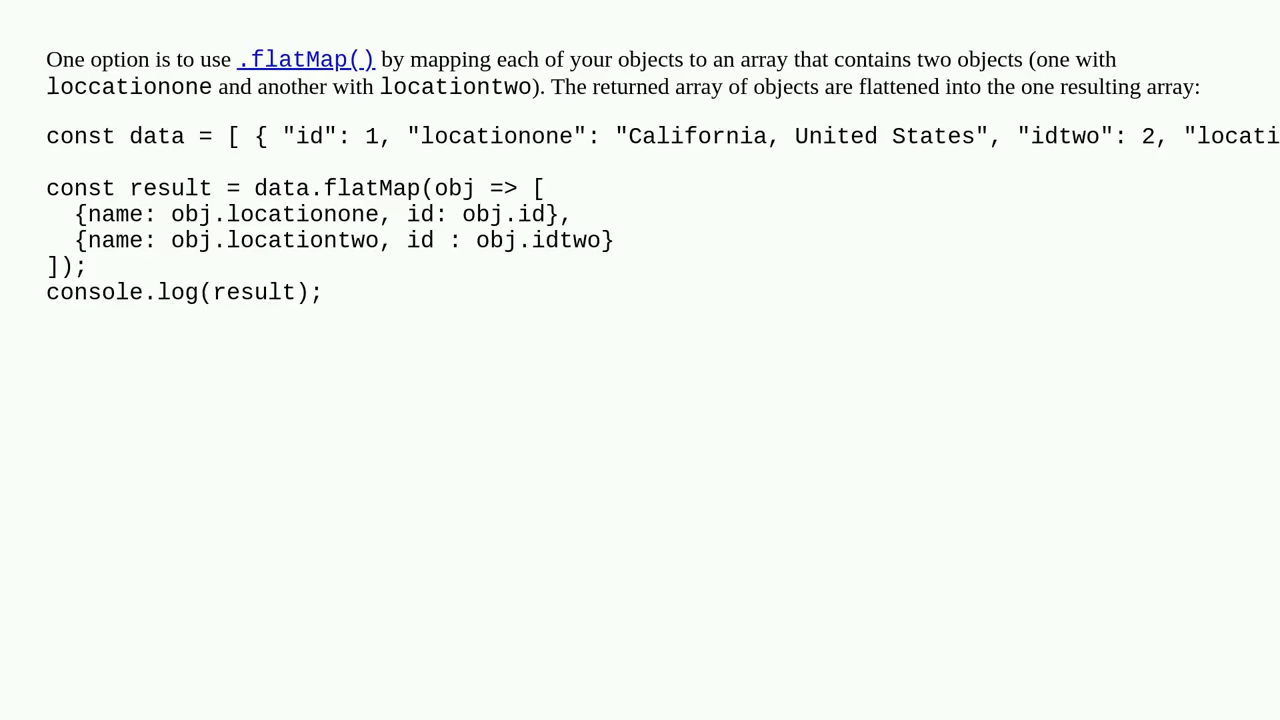 One option is to use .flatMap() by mapping each of your objects to an array that contains two objects (one with
loccationone and another with locationtwo). The returned array of objects are flattened into the one resulting array:
const data = [ { "id": 1, "locationone": "California, United States", "idtwo": 2, "locati
const result = data.flatMap(obj => [
  {name: obj.locationone, id: obj.id},
  {name: obj.locationtwo, id : obj.idtwo}
]);
console.log(result);